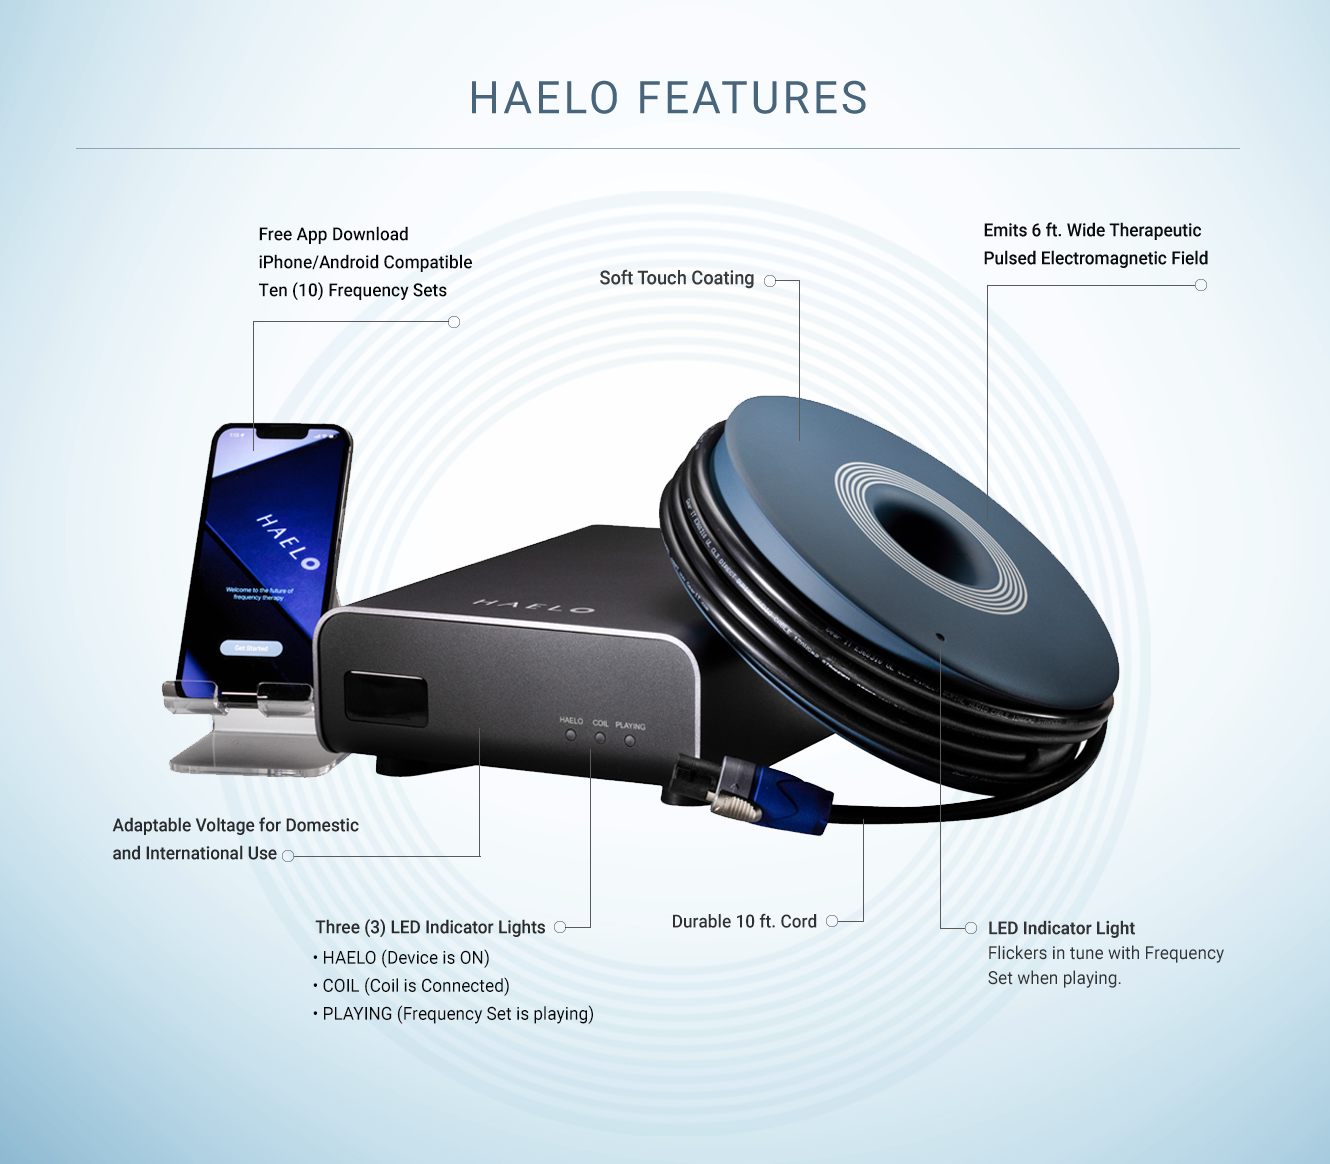 HAELO FEATURES
Free App Download
iPhone/Android Compatible
Ten (10) Frequency Sets
Soft Touch Coating
Emits 6 ft. Wide Therapeutic
Pulsed Electromagnetic Field
HAELO
Welcome to the future of
frequency therapy
Get Started
HAELO
HAELO COIL PLAYING
Adaptable Voltage for Domestic
and International Use
Three (3) LED Indicator Lights
• HAELO (Device is ON)
• COIL (Coil is Connected)
• PLAYING (Frequency Set is playing)
Durable 10 ft. Cord
LED Indicator Light
Flickers in tune with Frequency
Set when playing.